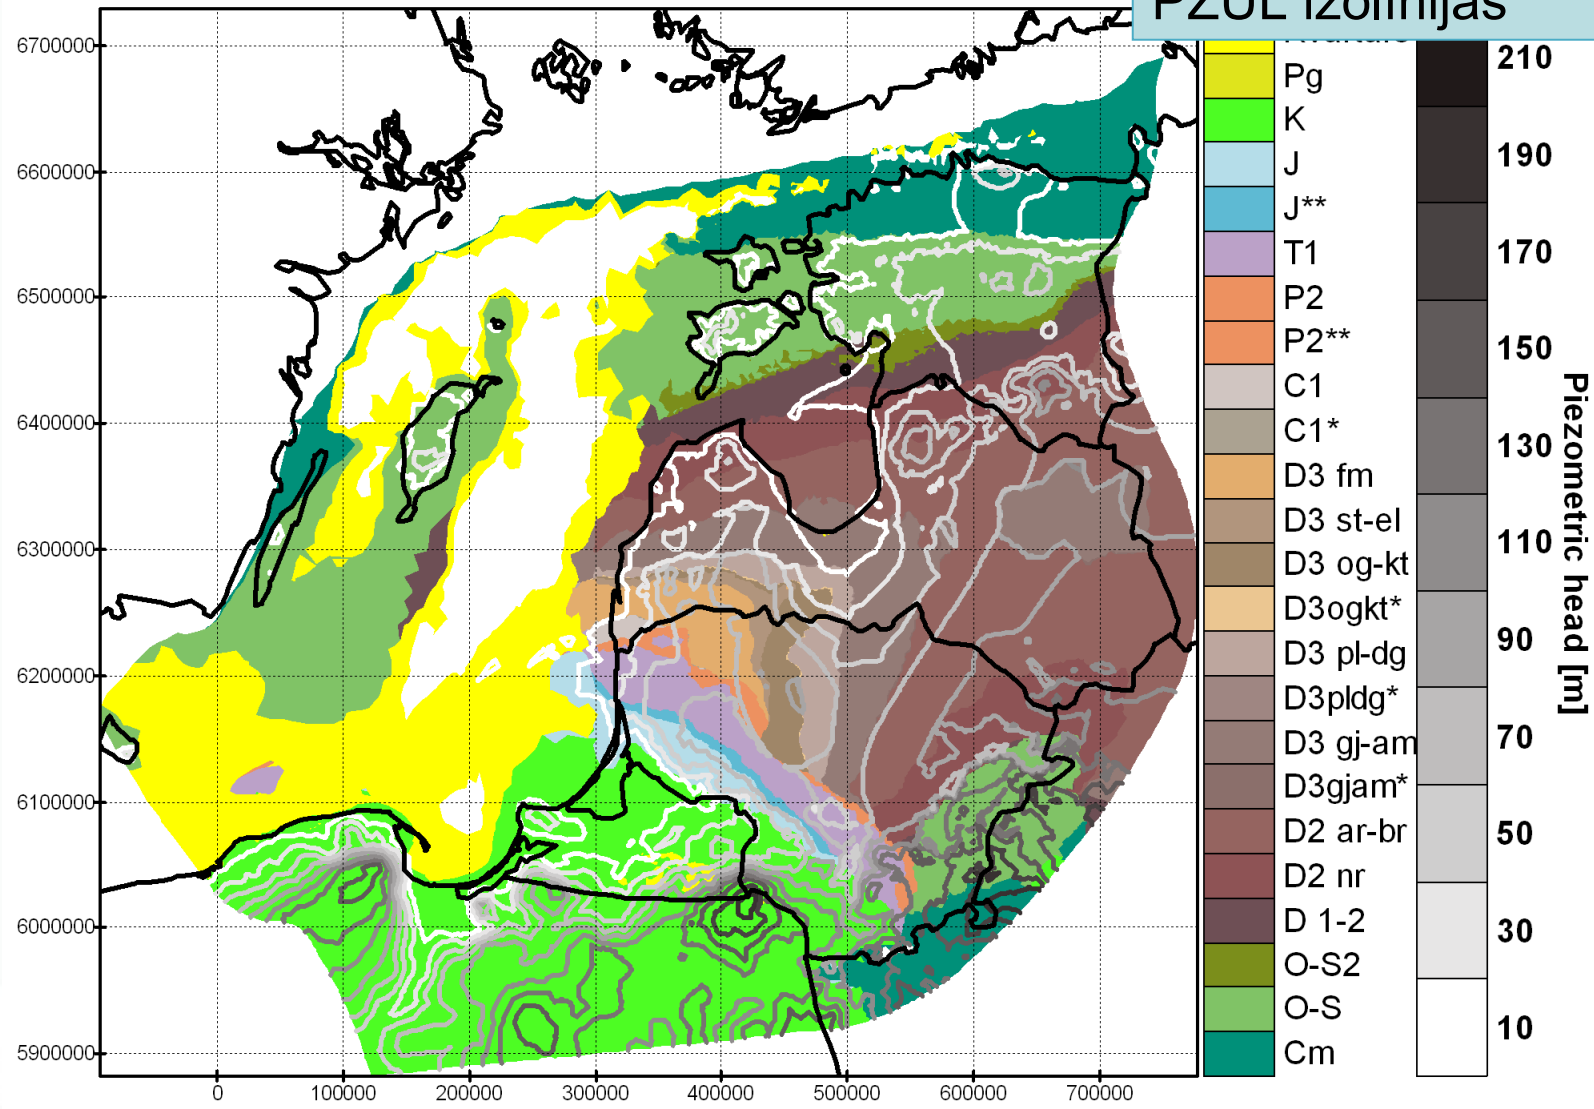 PZUL izolīnijas
6700000
6600000
6500000
6400000
6300000
6200000
6100000
6000000
5900000
0
100000
200000
300000
400000
500000
600000
700000
Pg
K
J
J**
T1
P2
P2**
C1
C1*
D3 fm
D3 st-el
D3 og-kt
D3ogkt*
D3 pl-dg
D3pldg*
D3 gj-am
D3gjam*
D2 ar-br
D2 nr
D 1-2
O-S2
O-S
Cm
210
190
170
150
130
110
90
70
50
30
10
Piezometric head [m]